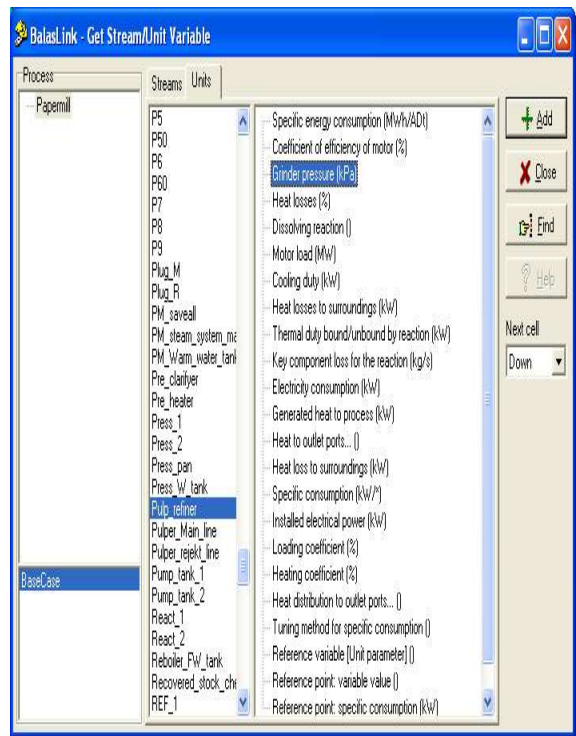 BalasLink - Get Stream/Unit Variable
Process
Papermill
BaseCase
Streams
Units
P5
P50
P6
P60
P7
P8
P9
Plug_M
Plug_R
PM_saveall
PM_steam_system_ma
PM_Warm_water_tank
Pre_clarifyer
Pre_heater
Press_1
Press_2
Press_pan
Press_W_tank
Pulp_refiner
Pulper_Main_line
Pulper_rejekt_line
Pump_tank_1
Pump_tank_2
React_1
React_2
Reboiler_FW_tank
Recovered_stock_che
REF_1
Specific energy consumption (MWh/ADt)
Coefficient of efficiency of motor (%)
Grinder pressure (kPa)
Heat losses (%)
Dissolving reaction ()
Motor load (MW)
Cooling duty (kW)
Heat losses to surroundings (kW)
Thermal duty bound/unbound by reaction (kW)
Key component loss for the reaction (kg/s)
Electricity consumption (kW)
Generated heat to process (kW)
Heat to outlet ports... ()
Heat loss to surroundings (kW)
Specific consumption (kW/*)
Installed electrical power (kW)
Loading coefficient (%)
Heating coefficient (%)
Heat distribution to outlet ports... ()
Tuning method for specific consumption ()
Reference variable [Unit parameter] ()
Reference point: variable value ()
Reference point: specific consumption (kW)
Add
Close
Find
Help
Next cell
Down